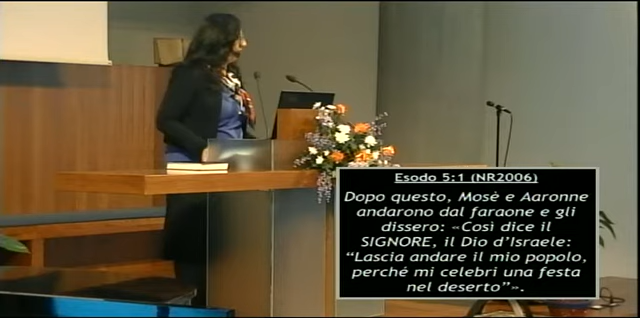 Esodo 5:1 (NR2006)
Dopo questo, Mosè e Aaronne
andarono dal faraone e gli
dissero: «Così dice il
SIGNORE, il Dio d'Israele:
"Lascia andare il mio popolo,
perché mi celebri una festa
nel deserto"».